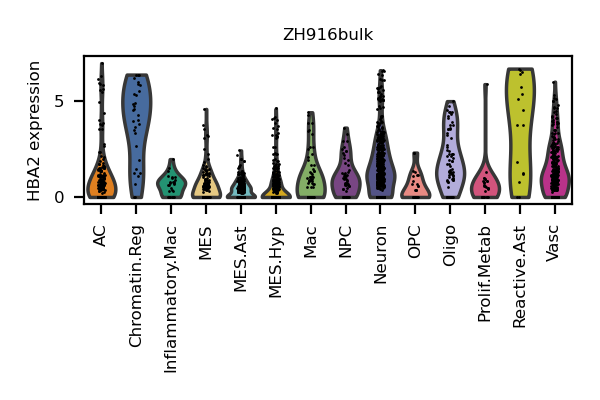 ZH916bulk
HBA2 expression
5
0
AC
Chromatin.Reg
Inflammatory.Mac
MES
MES.Ast
MES.Hyp
Mac
NPC
Neuron
OPC
Oligo
Prolif.Metab
Reactive.Ast
Vasc